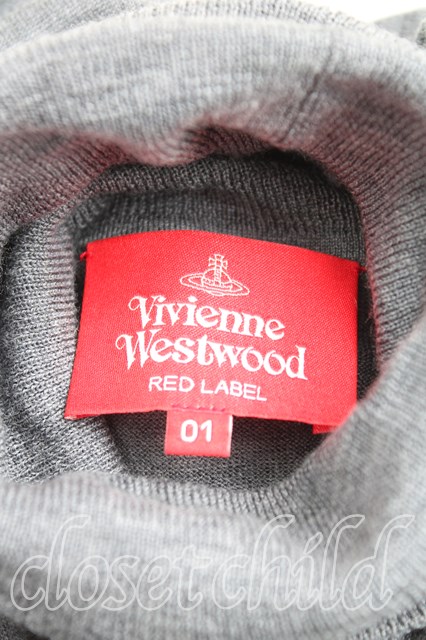 Vivienne
Westwood
RED LABEL
01
closetchild